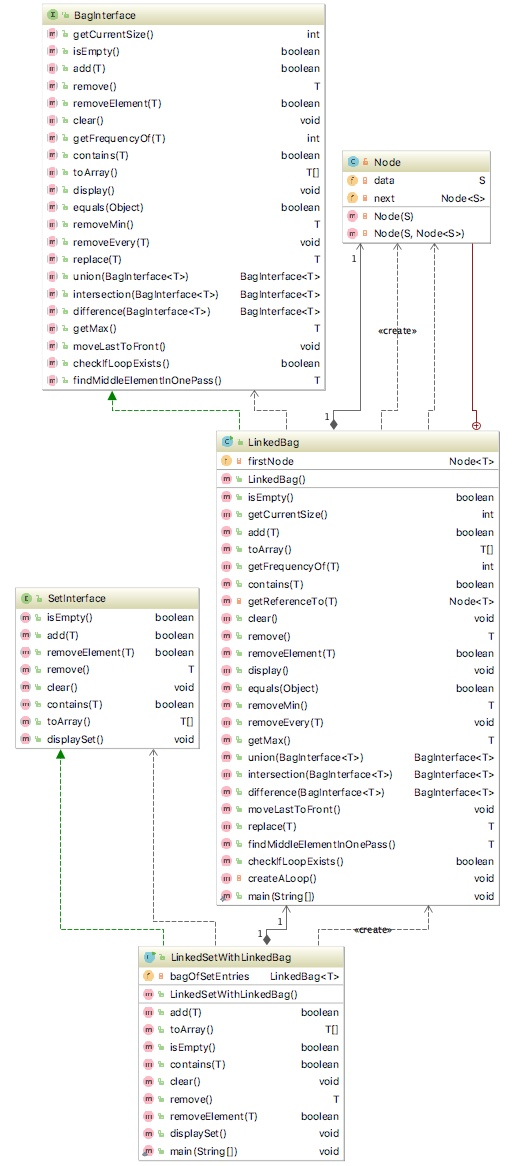 BagInterface
getCurrentSize() int
isEmpty() boolean
add(T) boolean
remove() T
removeElement(T) boolean
clear() void
getFrequencyOf(T) int
contains(T) boolean
toArray() T[]
display() void
equals(Object) boolean
removeMin() T
removeEvery(T) void
replace(T) T
union(BagInterface<T>) BagInterface<T>
intersection(BagInterface<T>) BagInterface<T>
difference(BagInterface<T>) BagInterface<T>
getMax() T
moveLastToFront() void
checkIfLoopExists() boolean
findMiddleElementInOnePass() T
Node
data S
next Node<S>
Node(S)
Node(S, Node<S>)
1
«create»
1
LinkedBag
firstNode Node<T>
LinkedBag()
isEmpty() boolean
getCurrentSize() int
add(T) boolean
toArray() T[]
getFrequencyOf(T) int
contains(T) boolean
getReferenceTo(T) Node<T>
clear() void
remove() T
removeElement(T) boolean
display() void
equals(Object) boolean
removeMin() T
removeEvery(T) void
getMax() T
union(BagInterface<T>) BagInterface<T>
intersection(BagInterface<T>) BagInterface<T>
difference(BagInterface<T>) BagInterface<T>
moveLastToFront() void
replace(T) T
findMiddleElementInOnePass() T
checkIfLoopExists() boolean
createALoop() void
main(String[]) void
SetInterface
isEmpty() boolean
add(T) boolean
removeElement(T) boolean
remove() T
clear() void
contains(T) boolean
toArray() T[]
displaySet() void
1
1
«create»
LinkedSetWithLinkedBag
bagOfSetEntries LinkedBag<T>
LinkedSetWithLinkedBag()
add(T) boolean
toArray() T[]
isEmpty() boolean
contains(T) boolean
clear() void
remove() T
removeElement(T) boolean
displaySet() void
main(String[]) void